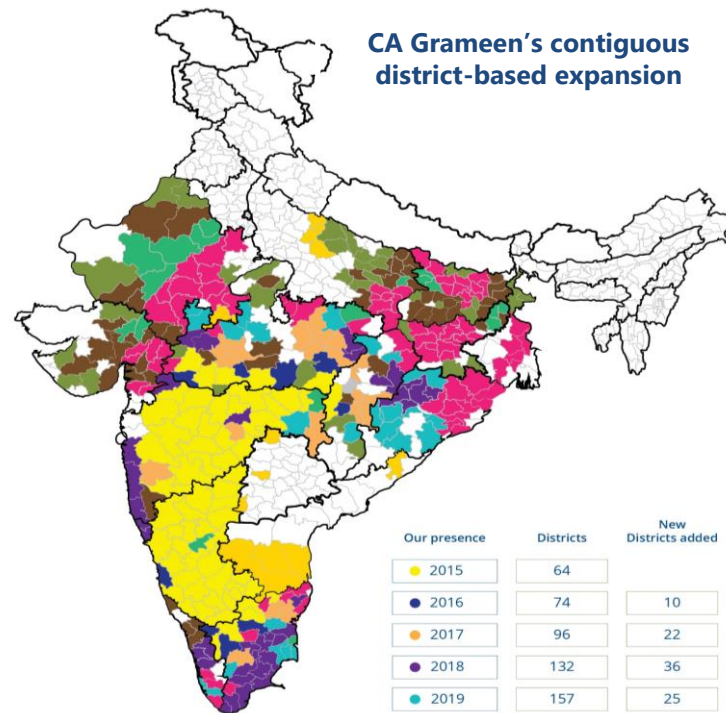 CA Grameen's contiguous
district-based expansion
Our presence Districts New
Districts added
2015 64
2016 74 10
2017 96 22
2018 132 36
2019 157 25